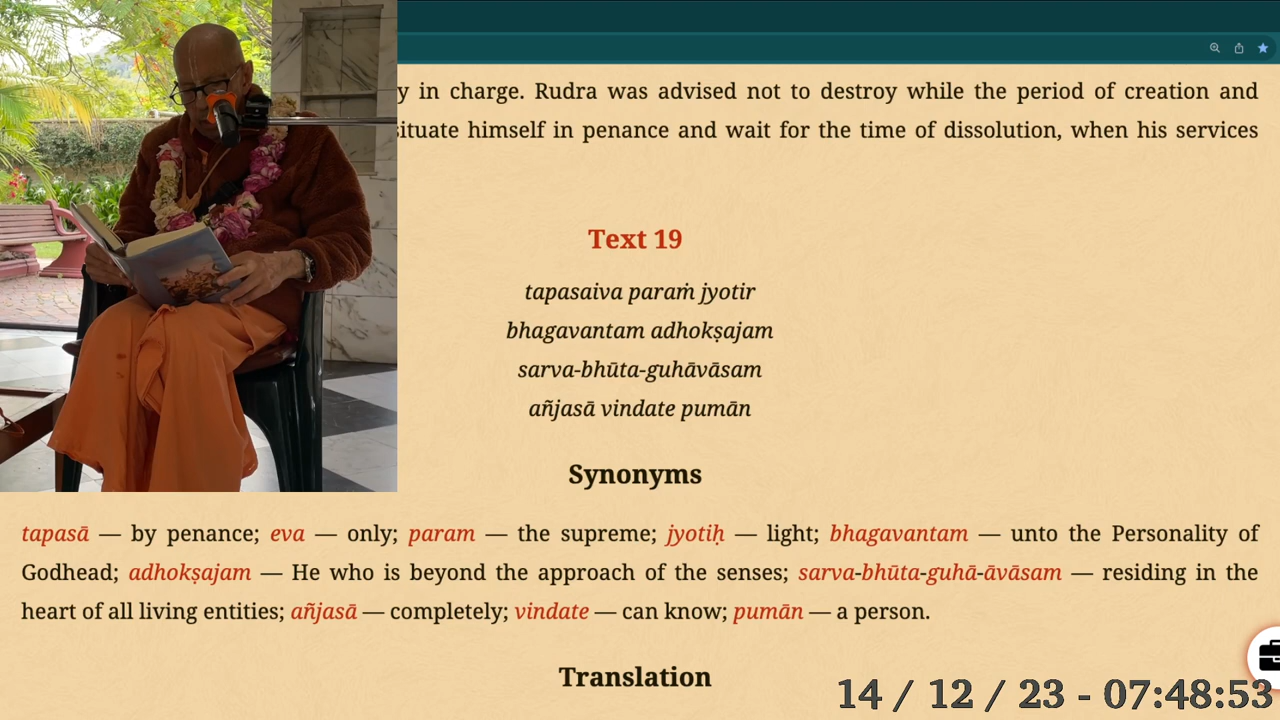 y in charge. Rudra was advised not to destroy while the period of creation and
situate himself in penance and wait for the time of dissolution, when his services
Text 19
tapasaiva paraṁ jyotir
bhagavantam adhokṣajam
sarva-bhūta-guhāvāsam
añjasā vindate pumān
Synonyms
tapasā — by penance; eva — only; param — the supreme; jyotiḥ — light; bhagavantam — unto the Personality of
Godhead; adhokṣajam — He who is beyond the approach of the senses; sarva-bhūta-guhā-āvāsam — residing in the
heart of all living entities; añjasā — completely; vindate — can know; pumān — a person.
Translation
14 / 12 / 23 - 07:48:53